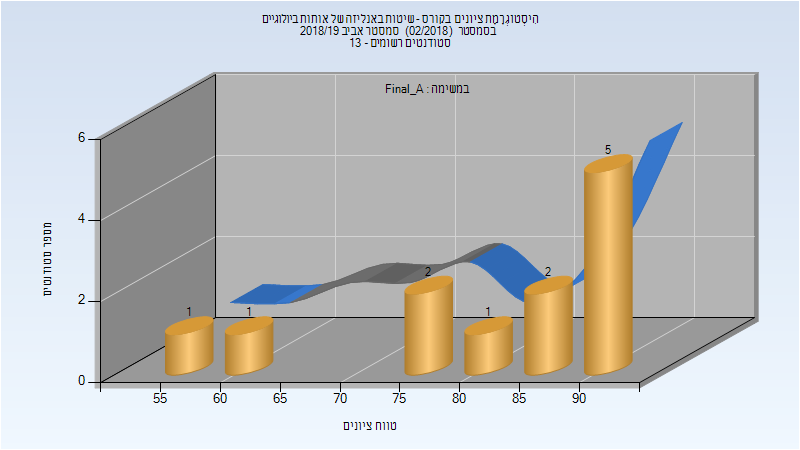 הִיסְטוֹגְרָמַת ציונים בקורס - שיטות באנליזה של אותות ביולוגיים
בסמסטר (02/2018) סמסטר אביב 2018/19
סטודנטים רשומים - 13
במשימה : Final_A
מספר סטודנטים
6
4
2
0
1
1
2
1
2
5
55 60 65 70 75 80 85 90
טווח ציונים